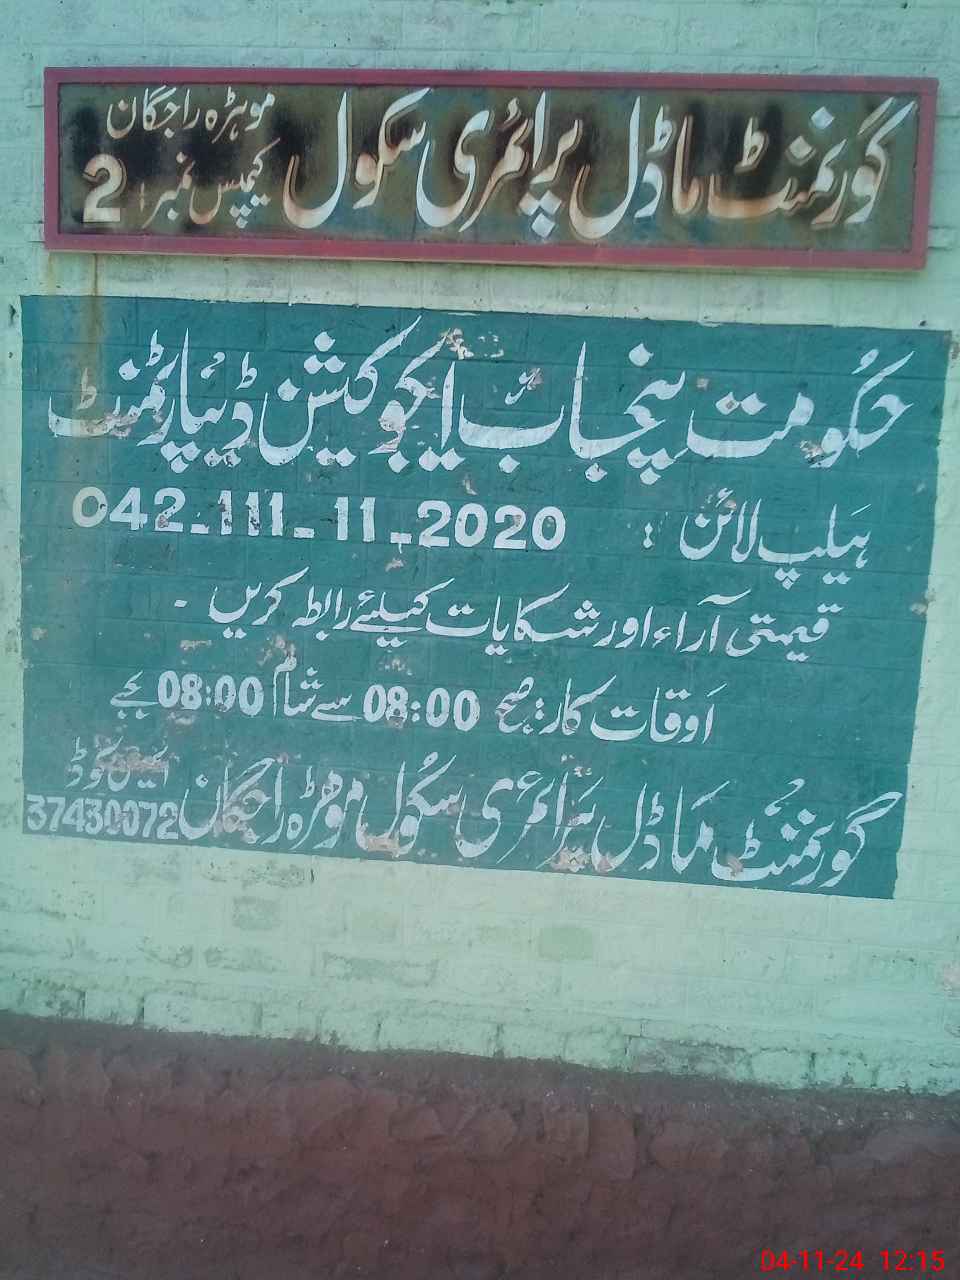 گورنمنٹ ماڈل پرائمری سکول موہڑہ راجگان
کیمپس نمبر 2
حکومت پنجاب ایجوکیشن ڈیپارٹمنٹ
ہیلپ لائن : 042-111-11-2020
قیمتی آراء اور شکایات کیلئے رابطہ کریں -
اوقات کار: صبح 08:00 سے شام 08:00 بجے
گورنمنٹ ماڈل پرائمری سکول موھڑہ راجگان ایمس کوڈ
37430072
04-11-24 12:15